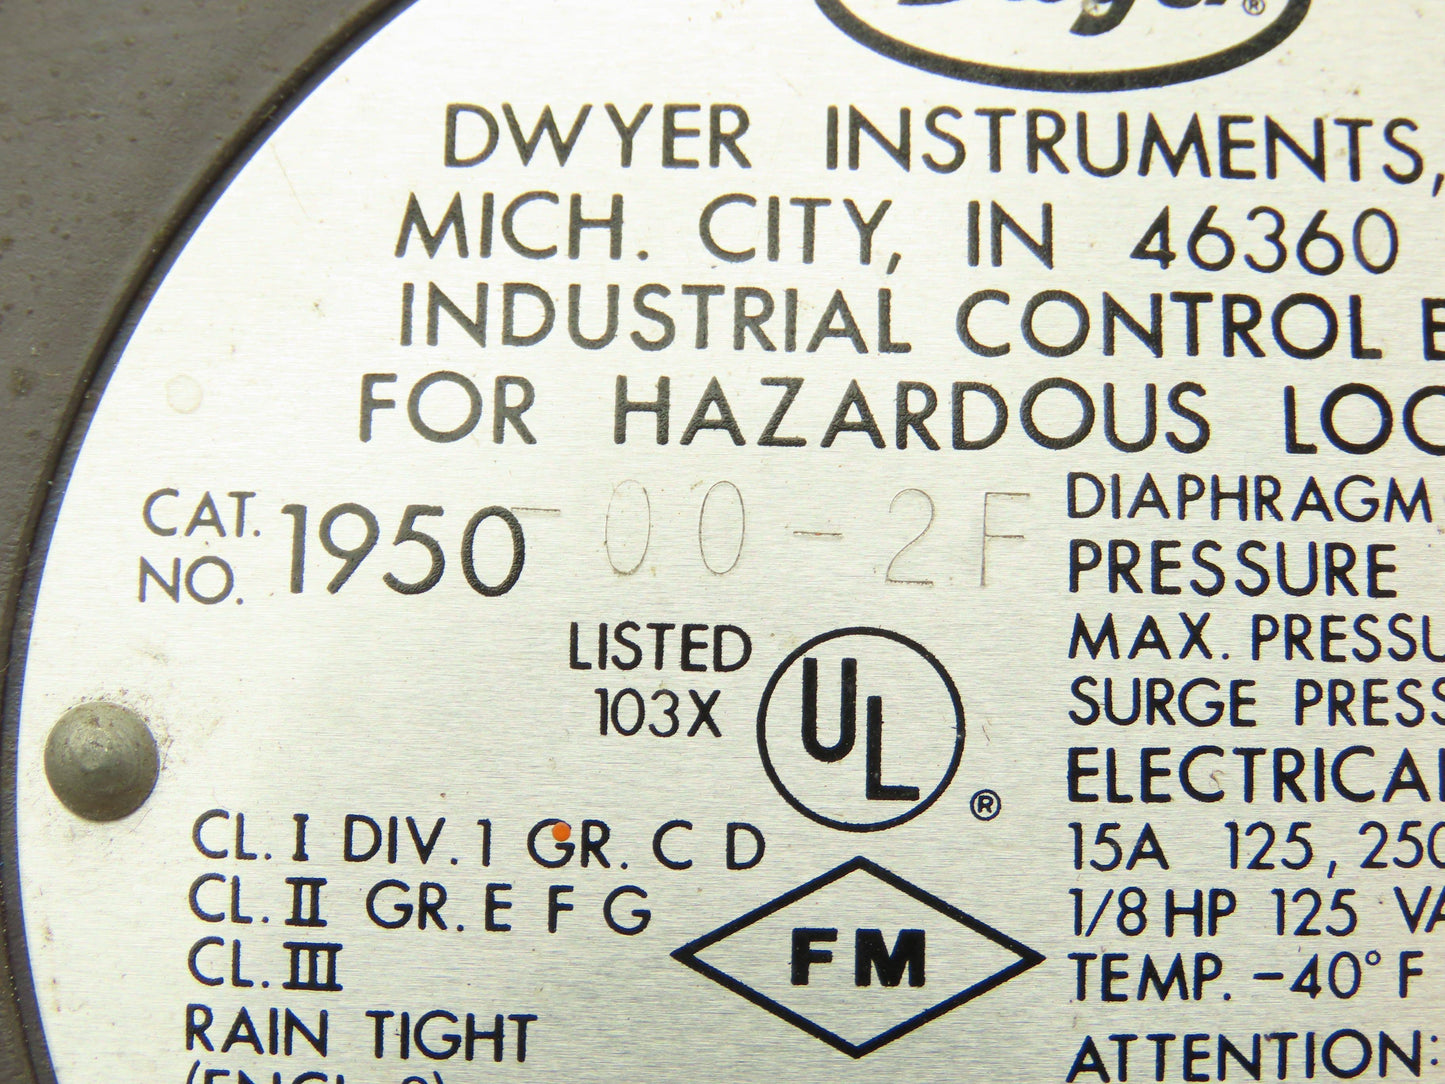 Dwyer®
DWYER INSTRUMENTS,
MICH. CITY, IN 46360
INDUSTRIAL CONTROL E
FOR HAZARDOUS LOC
CAT. NO. 1950-00-2F
LISTED
103X
UL®
CL. I DIV. 1 GR. C D
CL. II GR. E F G
CL. III
RAIN TIGHT
FM
DIAPHRAGM
PRESSURE
MAX. PRESSU
SURGE PRESS
ELECTRICAL
15A 125, 250
1/8 HP 125 VA
TEMP. -40° F
ATTENTION: